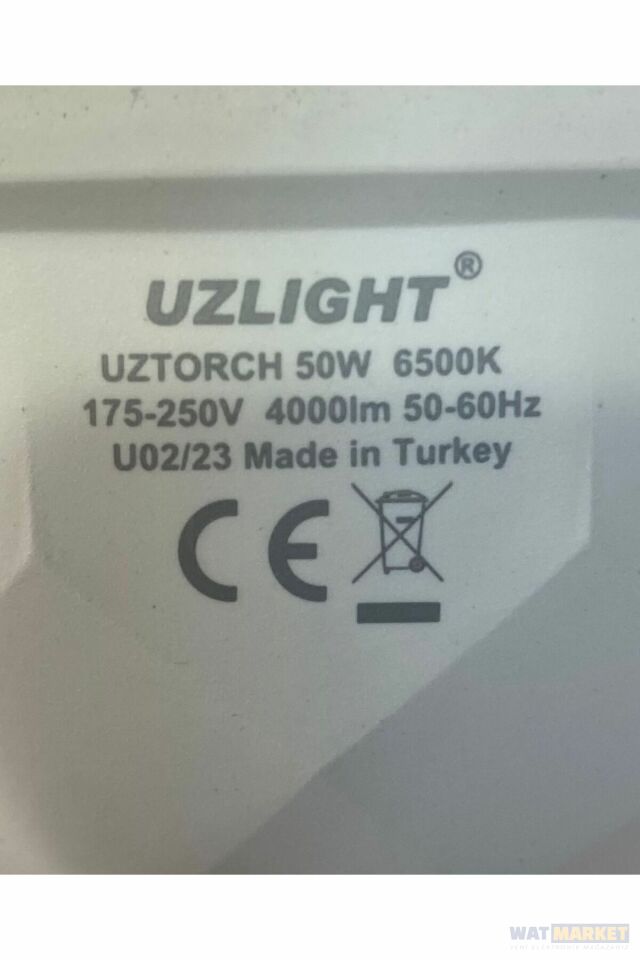 UZLIGHT®
UZTORCH 50W 6500K
175-250V 4000lm 50-60Hz
U02/23 Made in Turkey
CE
WATMARKET